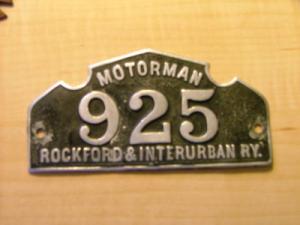 MOTORMAN
925
ROCKFORD & INTERURBAN RY.